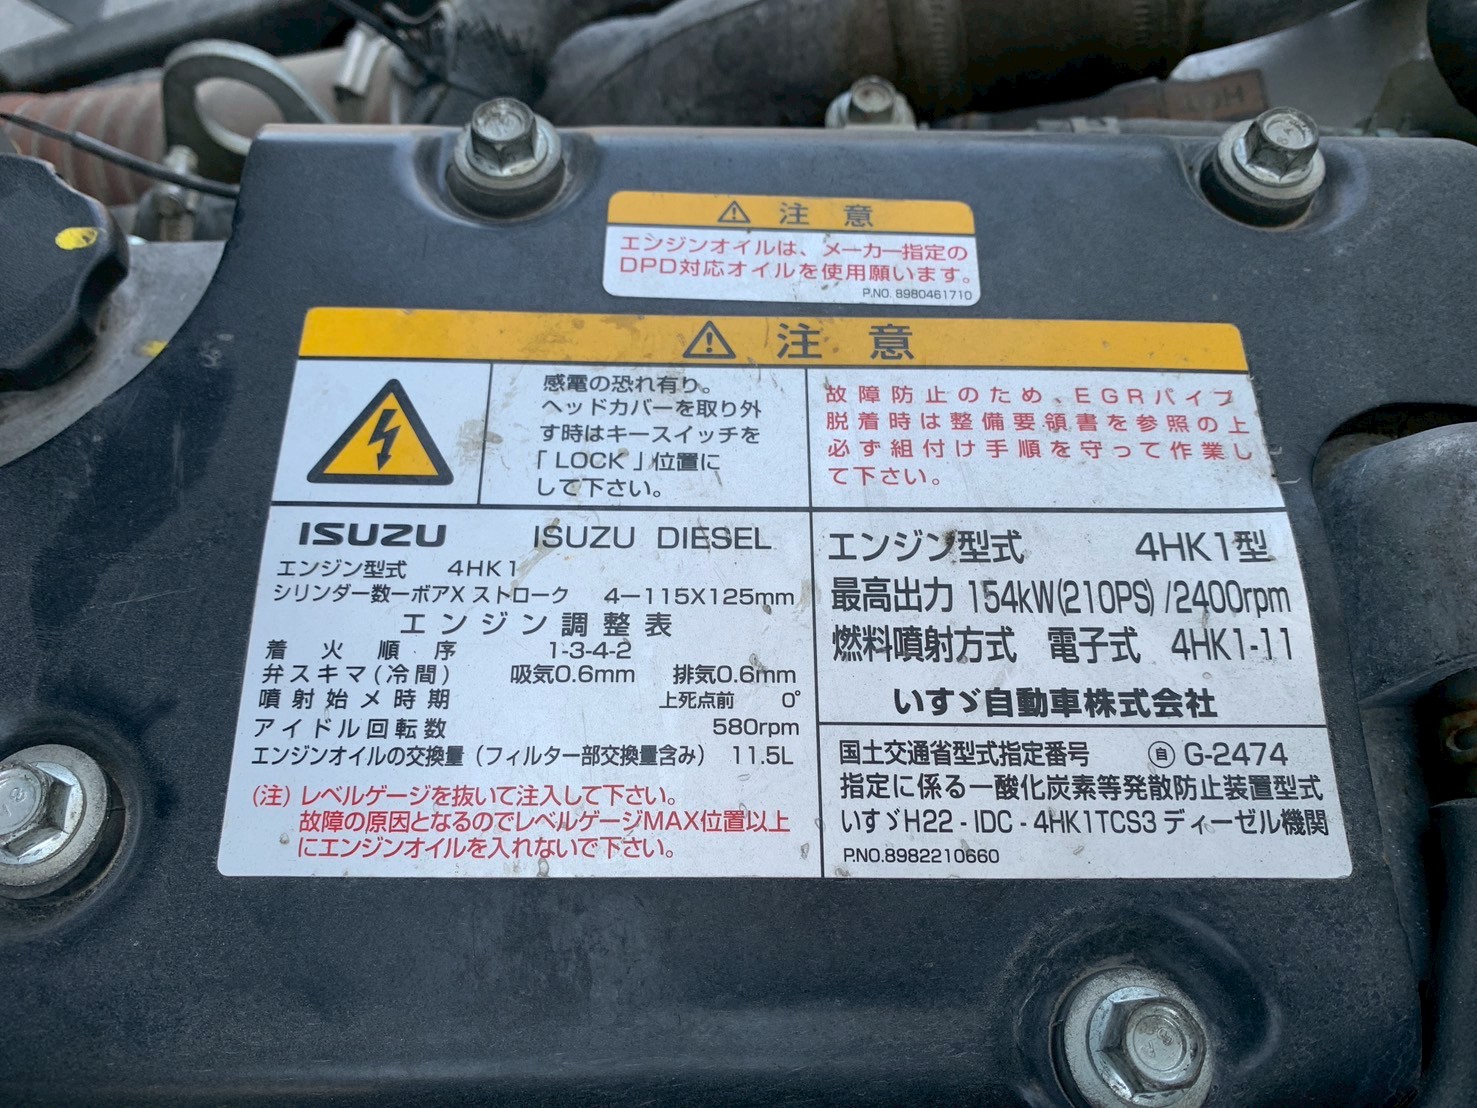 注意
エンジンオイルは、メーカー指定の
DPD対応オイルを使用願います。
P.NO. 8980461710
注意
感電の恐れ有り。
ヘッドカバーを取り外
す時はキースイッチを
「LOCK」位置に
して下さい。
故障防止のため、EGRパイプ
脱着時は整備要領書を参照の上
必ず組付け手順を守って作業し
て下さい。
ISUZU ISUZU DIESEL
エンジン型式 4HK1
シリンダー数ーボアX ストローク 4ー115X125mm
エンジン調整表
着火順序 1-3-4-2
弁スキマ(冷間) 吸気0.6mm 排気0.6mm
噴射始メ時期 上死点前 0°
アイドル回転数 580rpm
エンジンオイルの交換量(フィルター部交換量含み) 11.5L
(注) レベルゲージを抜いて注入して下さい。
故障の原因となるのでレベルゲージMAX位置以上
にエンジンオイルを入れないで下さい。
エンジン型式 4HK1型
最高出力 154kW(210PS)/2400rpm
燃料噴射方式 電子式 4HK1-11
いすゞ自動車株式会社
国土交通省型式指定番号 自 G-2474
指定に係る一酸化炭素等発散防止装置型式
いすゞH22-IDC-4HK1TCS3 ディーゼル機関
P.NO.8982210660